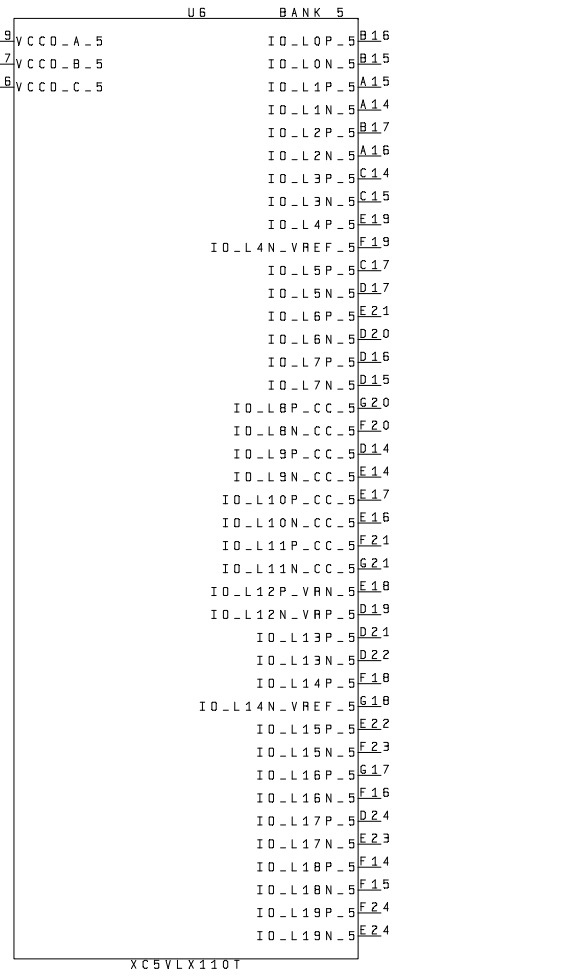 U6 BANK 5
9 VCCO_A_5 IO_L0P_5 B16
7 VCCO_B_5 IO_L0N_5 B15
6 VCCO_C_5 IO_L1P_5 A15
IO_L1N_5 A14
IO_L2P_5 B17
IO_L2N_5 A16
IO_L3P_5 C14
IO_L3N_5 C15
IO_L4P_5 E19
IO_L4N_VREF_5 F19
IO_L5P_5 C17
IO_L5N_5 D17
IO_L6P_5 E21
IO_L6N_5 D20
IO_L7P_5 D16
IO_L7N_5 D15
IO_L8P_CC_5 G20
IO_L8N_CC_5 F20
IO_L9P_CC_5 D14
IO_L9N_CC_5 E14
IO_L10P_CC_5 E17
IO_L10N_CC_5 E16
IO_L11P_CC_5 F21
IO_L11N_CC_5 G21
IO_L12P_VRN_5 E18
IO_L12N_VRP_5 D19
IO_L13P_5 D21
IO_L13N_5 D22
IO_L14P_5 F18
IO_L14N_VREF_5 G18
IO_L15P_5 E22
IO_L15N_5 F23
IO_L16P_5 G17
IO_L16N_5 F16
IO_L17P_5 D24
IO_L17N_5 E23
IO_L18P_5 F14
IO_L18N_5 F15
IO_L19P_5 F24
IO_L19N_5 E24
XC5VLX110T